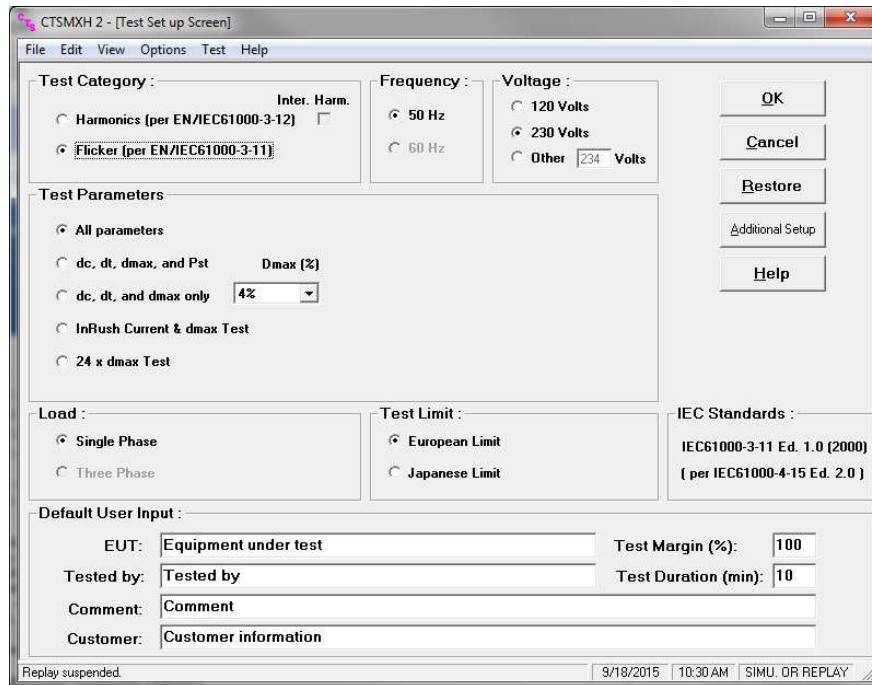 CTS CTSMXH 2 - [Test Set up Screen]
File Edit View Options Test Help
Test Category :
Inter. Harm.
Harmonics (per EN/IEC61000-3-12)
Flicker (per EN/IEC61000-3-11)
Frequency :
50 Hz
60 Hz
Voltage :
120 Volts
230 Volts
Other 234 Volts
OK
Cancel
Restore
Additional Setup
Help
Test Parameters
All parameters
dc, dt, dmax, and Pst Dmax (%)
dc, dt, and dmax only 4%
InRush Current & dmax Test
24 x dmax Test
Load :
Single Phase
Three Phase
Test Limit :
European Limit
Japanese Limit
IEC Standards :
IEC61000-3-11 Ed. 1.0 (2000)
( per IEC61000-4-15 Ed. 2.0 )
Default User Input :
EUT: Equipment under test Test Margin (%): 100
Tested by: Tested by Test Duration (min): 10
Comment: Comment
Customer: Customer information
Replay suspended. 9/18/2015 10:30 AM SIMU. OR REPLAY